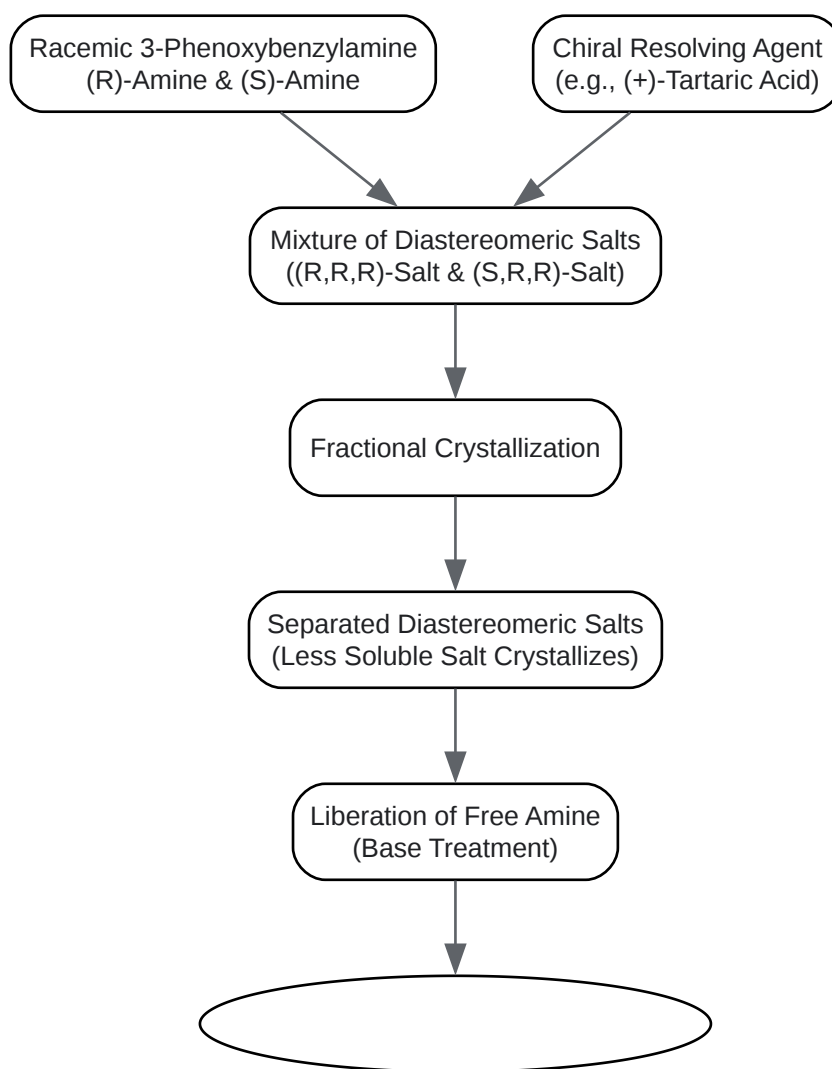 Racemic 3-Phenoxybenzylamine
(R)-Amine & (S)-Amine
Chiral Resolving Agent
(e.g., (+)-Tartaric Acid)
Mixture of Diastereomeric Salts
((R,R,R)-Salt & (S,R,R)-Salt)
Fractional Crystallization
Separated Diastereomeric Salts
(Less Soluble Salt Crystallizes)
Liberation of Free Amine
(Base Treatment)